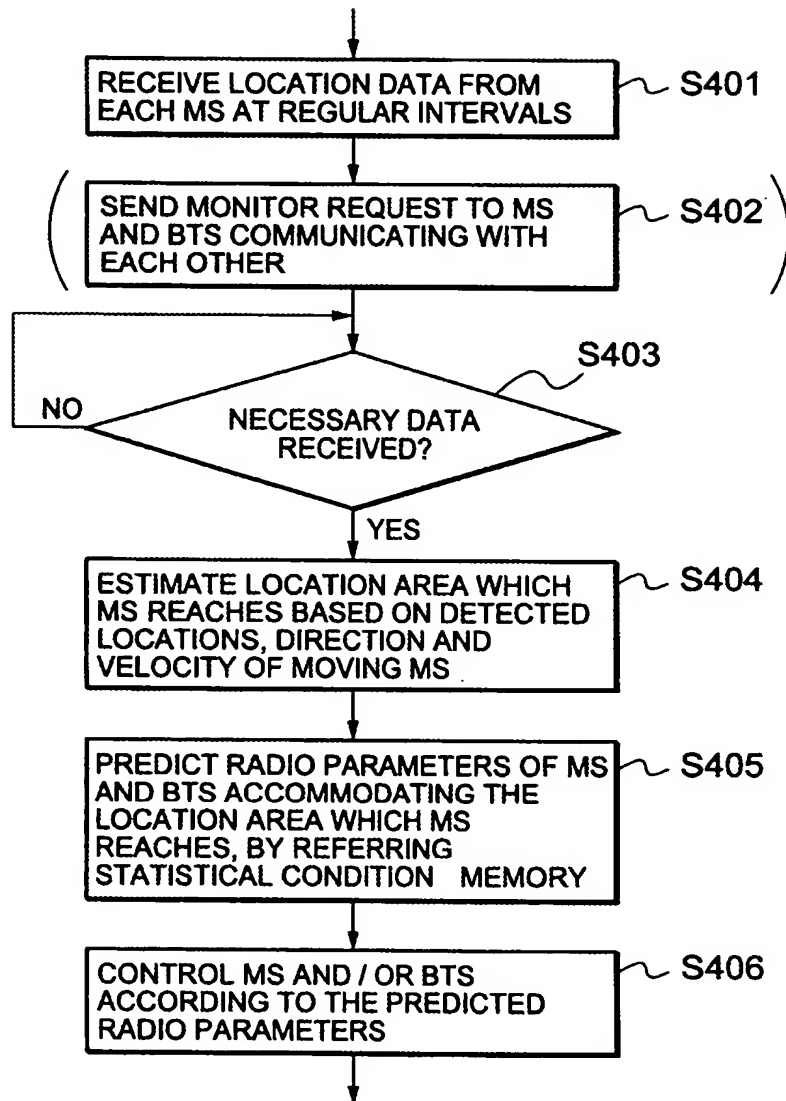 RECEIVE LOCATION DATA FROM
EACH MS AT REGULAR INTERVALS
S401
SEND MONITOR REQUEST TO MS
AND BTS COMMUNICATING WITH
EACH OTHER
S402
S403
NO
NECESSARY DATA
RECEIVED?
YES
ESTIMATE LOCATION AREA WHICH
MS REACHES BASED ON DETECTED
LOCATIONS, DIRECTION AND
VELOCITY OF MOVING MS
S404
PREDICT RADIO PARAMETERS OF MS
AND BTS ACCOMMODATING THE
LOCATION AREA WHICH MS
REACHES, BY REFERRING
STATISTICAL CONDITION MEMORY
S405
CONTROL MS AND / OR BTS
ACCORDING TO THE PREDICTED
RADIO PARAMETERS
S406